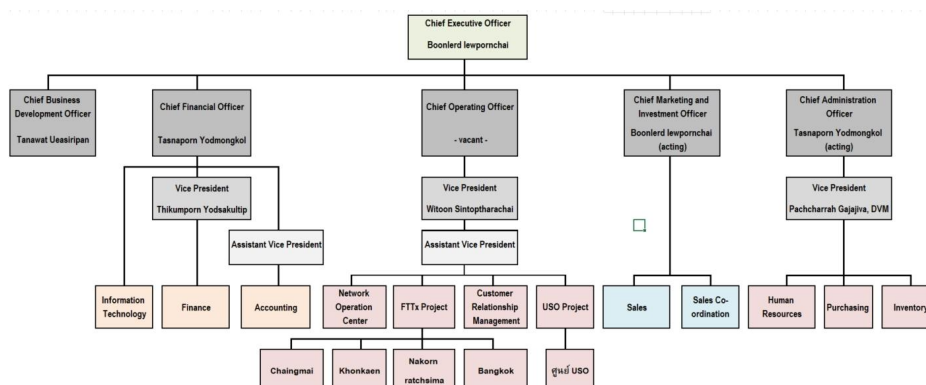 Chief Executive Officer
Boonlerd Iewpornchai
Chief Business
Development Officer
Tanawat Ueasiripan
Chief Financial Officer
Tasnaporn Yodmongkol
Chief Operating Officer
- vacant -
Chief Marketing and
Investment Officer
Boonlerd Iewpornchai
(acting)
Chief Administration
Officer
Tasnaporn Yodmongkol
(acting)
Vice President
Thikumporn Yodsakultip
Vice President
Witoon Sintoptharachai
Vice President
Pachcharrah Gajajiva, DVM
Assistant Vice President
Assistant Vice President
Information
Technology
Finance
Accounting
Network
Operation
Center
FTTx Project
Customer
Relationship
Management
USO Project
Sales
Sales Co-
ordination
Human
Resources
Purchasing
Inventory
Chaingmai
Khonkaen
Nakorn
ratchsima
Bangkok
ศูนย์ USO